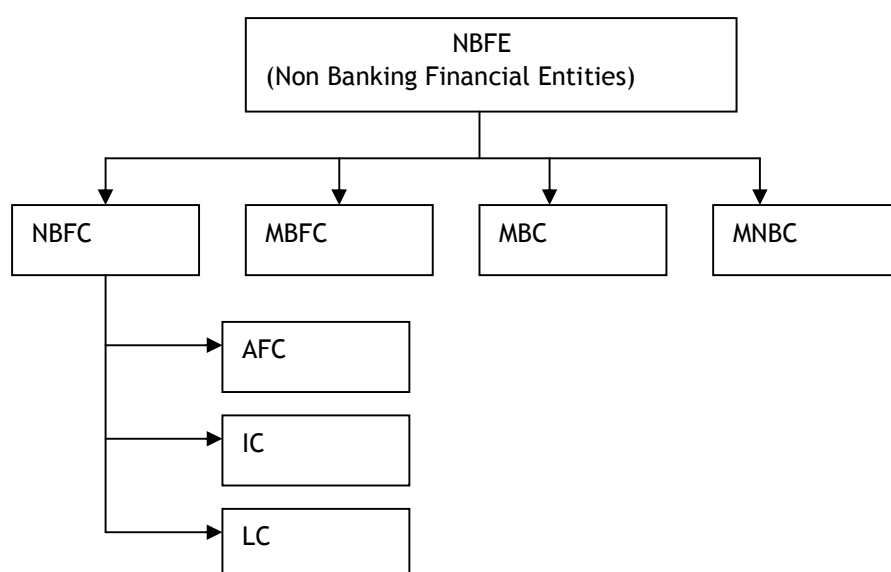 NBFE
(Non Banking Financial Entities)
NBFC
MBFC
MBC
MNBC
AFC
IC
LC